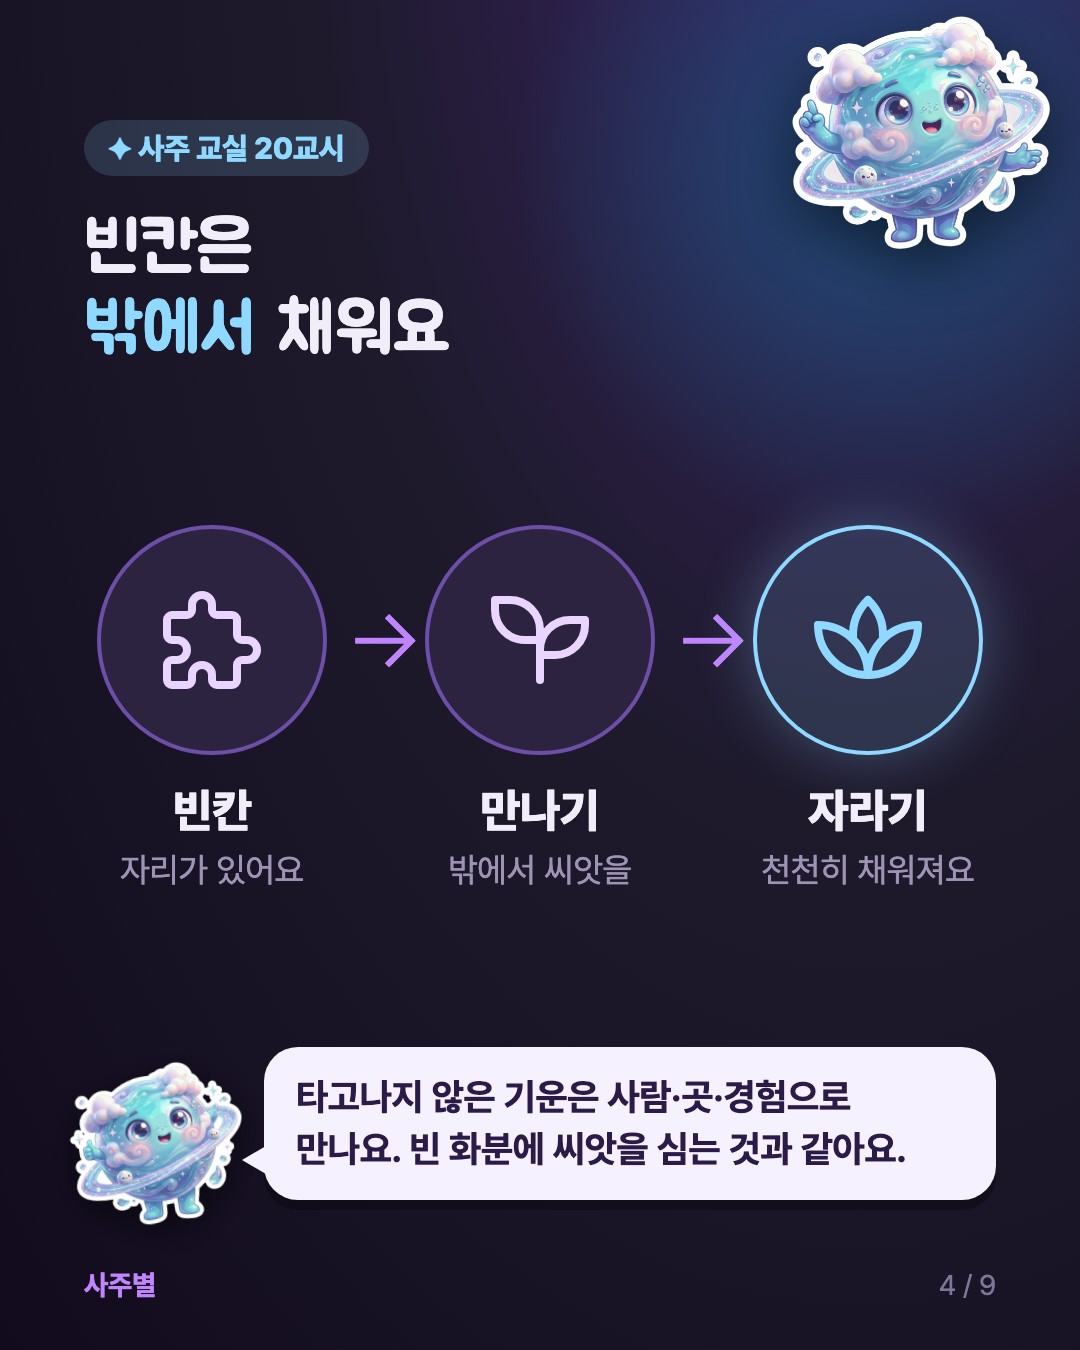 사주 교실 20교시
빈칸은
밖에서 채워요
빈칸
자리가 있어요
만나기
밖에서 씨앗을
자라기
천천히 채워져요
타고나지 않은 기운은 사람·곳·경험으로
만나요. 빈 화분에 씨앗을 심는 것과 같아요.
사주별
4 / 9